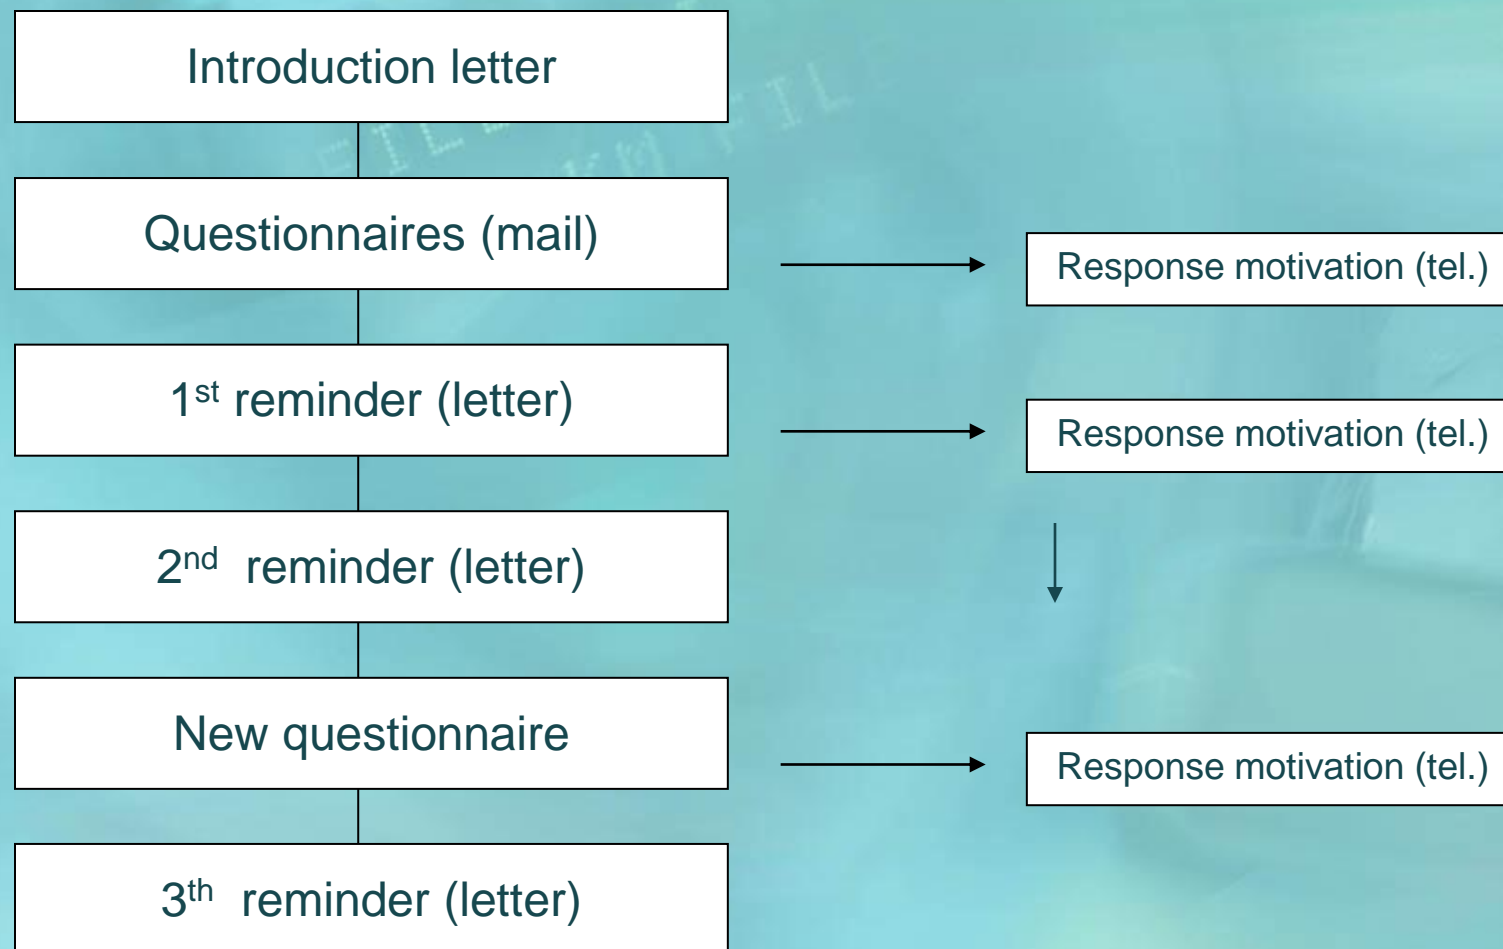 Introduction letter
Questionnaires (mail)
Response motivation (tel.)
1st reminder (letter)
Response motivation (tel.)
2nd reminder (letter)
New questionnaire
Response motivation (tel.)
3th reminder (letter)